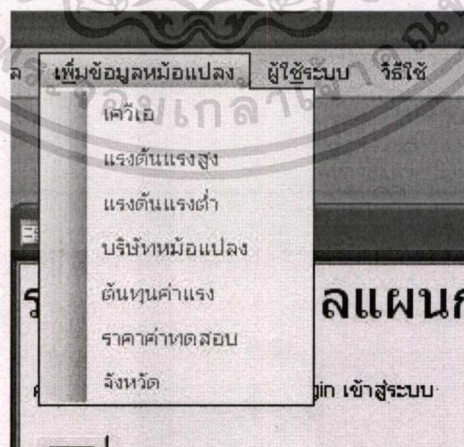 ล เพิ่มข้อมูลหม้อแปลง ผู้ใช้ระบบ วิธีใช้
เควีเอ
แรงดันแรงสูง
แรงดันแรงต่ำ
บริษัทหม้อแปลง
ต้นทุนค่าแรง
ลแผนก
ราคาค่าทดสอบ
จังหวัด
gin เข้าสู่ระบบ